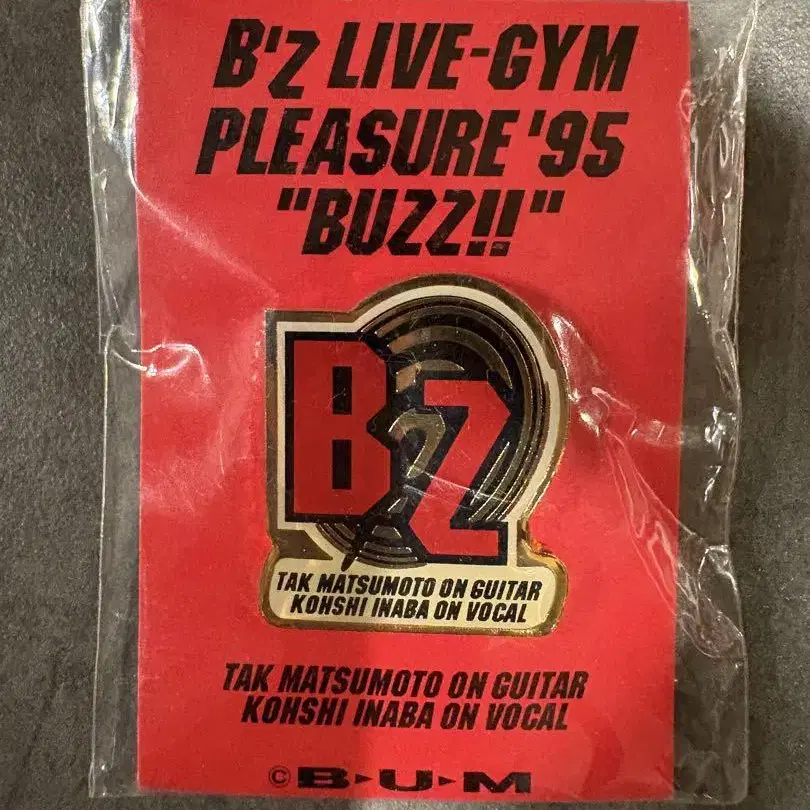 B'z LIVE-GYM
PLEASURE '95
"BUZZ!!"
B'Z
TAK MATSUMOTO ON GUITAR
KOHSHI INABA ON VOCAL
TAK MATSUMOTO ON GUITAR
KOHSHI INABA ON VOCAL
©B▸U▸M